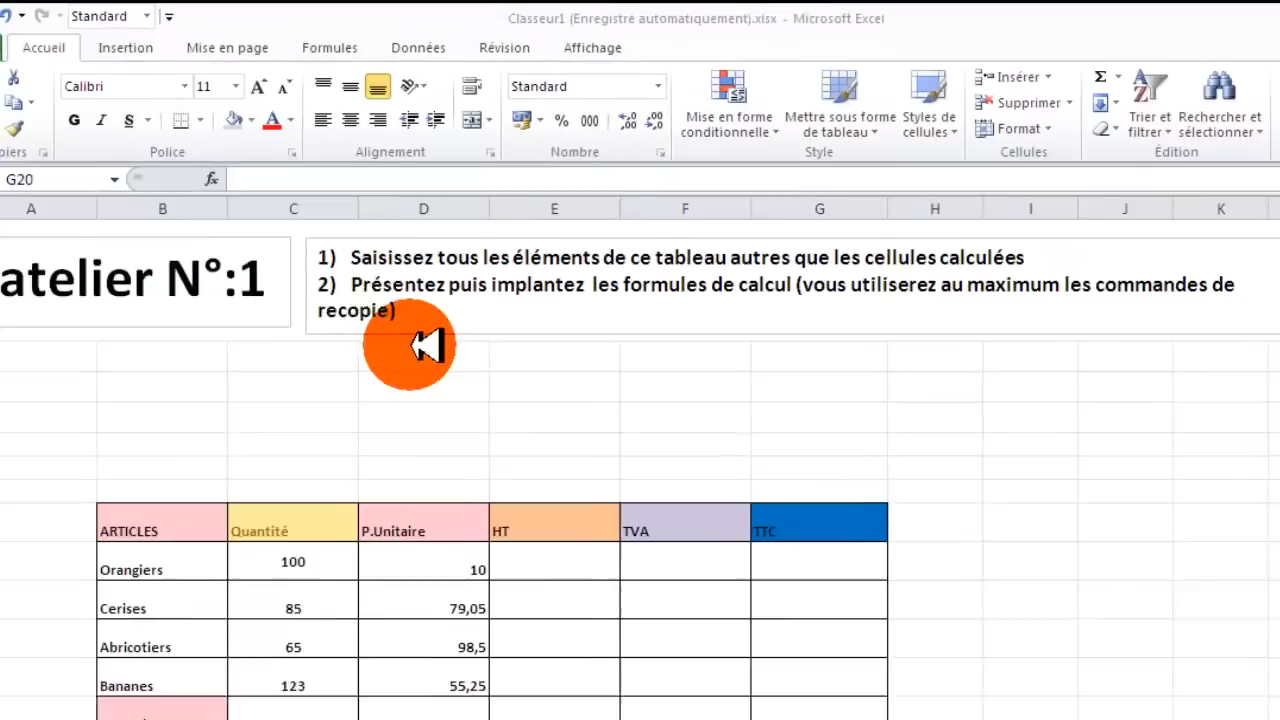 Standard
Classeur1 (Enregistré automatiquement).xlsx - Microsoft Excel
Accueil Insertion Mise en page Formules Données Révision Affichage
Calibri 11 Standard
G I S % 000
Mise en forme conditionnelle
Mettre sous forme de tableau
Styles de cellules
Insérer
Supprimer
Format
Σ
Trier et filtrer
Rechercher et sélectionner
piers Police Alignement Nombre Style Cellules Édition
G20 fx
A B C D E F G H I J K
atelier N°:1
1) Saisissez tous les éléments de ce tableau autres que les cellules calculées
2) Présentez puis implantez les formules de calcul (vous utiliserez au maximum les commandes de
recopie)
ARTICLES Quantité P.Unitaire HT TVA TTC
Orangiers 100 10
Cerises 85 79,05
Abricotiers 65 98,5
Bananes 123 55,25